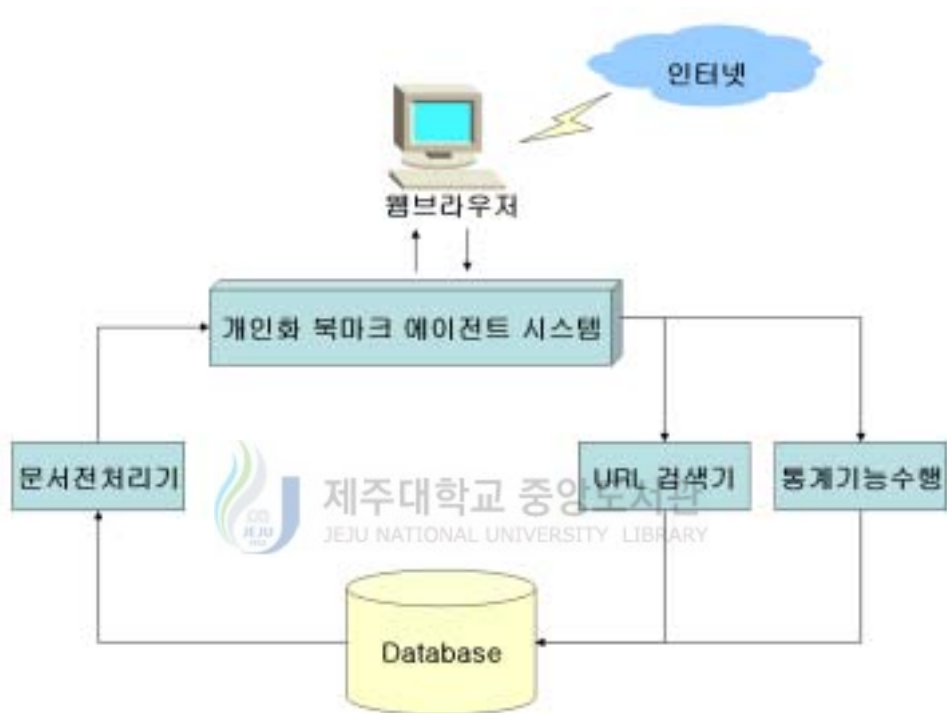 인터넷
웹브라우저
개인화 북마크 에이전트 시스템
문서전처리기
URL 검색기
통계기능수행
제주대학교 중앙도서관
JEJU NATIONAL UNIVERSITY LIBRARY
JEJU
1952
Database